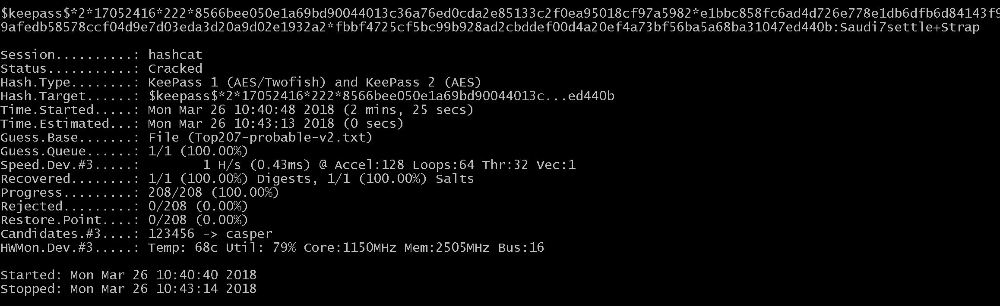 $keepass$*2*17052416*222*8566bee050e1a69bd90044013c36a76ed0cda2e85133c2f0ea95018cf97a5982*e1bbc858fc6ad4d726e778e1db6dfb6d84143f9
9afedb58578ccf04d9e7d03eda3d20a9d02e1932a2*fbbf4725cf5bc99b928ad2cbddef00d4a20ef4a73bf56ba5a68ba31047ed440b:Saudi7settle+Strap
Session..........: hashcat
Status...........: Cracked
Hash.Type........: KeePass 1 (AES/Twofish) and KeePass 2 (AES)
Hash.Target......: $keepass$*2*17052416*222*8566bee050e1a69bd90044013c...ed440b
Time.Started.....: Mon Mar 26 10:40:48 2018 (2 mins, 25 secs)
Time.Estimated...: Mon Mar 26 10:43:13 2018 (0 secs)
Guess.Base.......: File (Top207-probable-v2.txt)
Guess.Queue......: 1/1 (100.00%)
Speed.Dev.#3.....:        1 H/s (0.43ms) @ Accel:128 Loops:64 Thr:32 Vec:1
Recovered........: 1/1 (100.00%) Digests, 1/1 (100.00%) Salts
Progress.........: 208/208 (100.00%)
Rejected.........: 0/208 (0.00%)
Restore.Point....: 0/208 (0.00%)
Candidates.#3....: 123456 -> casper
HWMon.Dev.#3.....: Temp: 68c Util: 79% Core:1150MHz Mem:2505MHz Bus:16
Started: Mon Mar 26 10:40:40 2018
Stopped: Mon Mar 26 10:43:14 2018